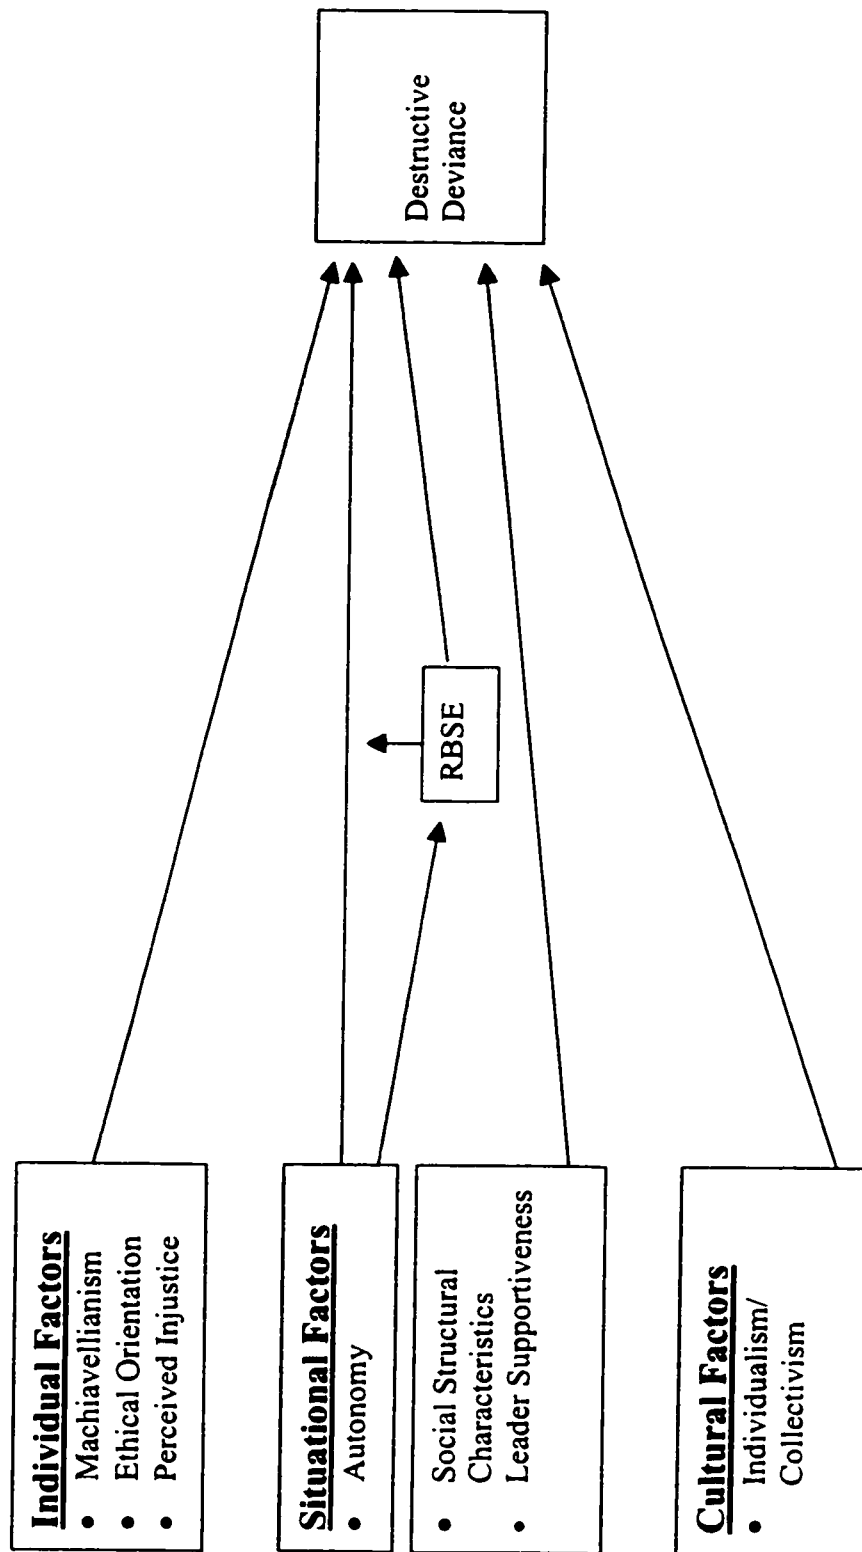 Individual Factors
• Machiavellianism
• Ethical Orientation
• Perceived Injustice
Situational Factors
• Autonomy
• Social Structural
Characteristics
• Leader Supportiveness
Cultural Factors
• Individualism/
Collectivism
RBSE
Destructive
Deviance